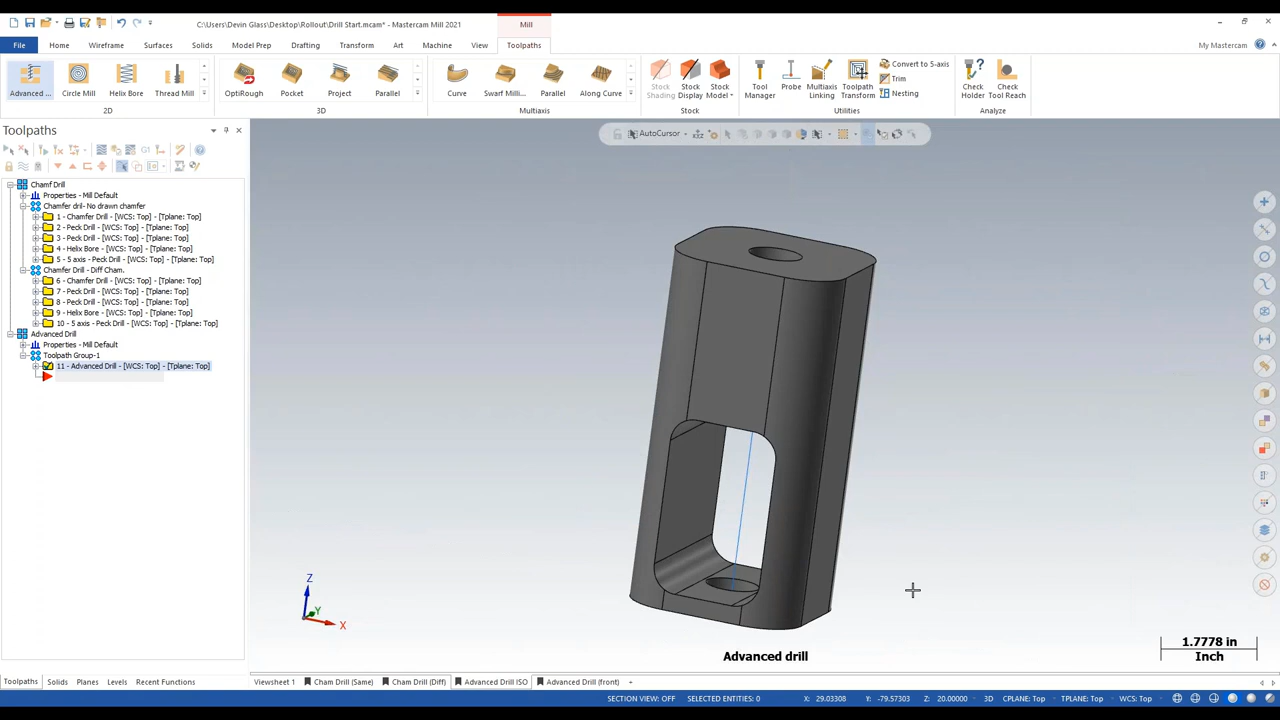 C:\Users\Devin Glass\Desktop\Rollout\Drill Start.mcam* - Mastercam Mill 2021
Mill
File
Home
Wireframe
Surfaces
Solids
Model Prep
Drafting
Transform
Art
Machine
View
Toolpaths
My Mastercam
Advanced ...
Circle Mill
Helix Bore
Thread Mill
OptiRough
Pocket
Project
Parallel
Curve
Swarf Milli...
Parallel
Along Curve
Stock Shading
Stock Display
Stock Model
Tool Manager
Probe
Multiaxis Linking
Toolpath Transform
Convert to 5-axis
Trim
Nesting
Check Holder
Check Tool Reach
2D
3D
Multiaxis
Stock
Utilities
Analyze
Toolpaths
AutoCursor
G1
Chamf Drill
Properties - Mill Default
Chamfer dril- No drawn chamfer
1 - Chamfer Drill - [WCS: Top] - [Tplane: Top]
2 - Peck Drill - [WCS: Top] - [Tplane: Top]
3 - Peck Drill - [WCS: Top] - [Tplane: Top]
4 - Helix Bore - [WCS: Top] - [Tplane: Top]
5 - 5 axis - Peck Drill - [WCS: Top] - [Tplane: Top]
Chamfer Drill - Diff Cham.
6 - Chamfer Drill - [WCS: Top] - [Tplane: Top]
7 - Peck Drill - [WCS: Top] - [Tplane: Top]
8 - Peck Drill - [WCS: Top] - [Tplane: Top]
9 - Helix Bore - [WCS: Top] - [Tplane: Top]
10 - 5 axis - Peck Drill - [WCS: Top] - [Tplane: Top]
Advanced Drill
Properties - Mill Default
Toolpath Group-1
11 - Advanced Drill - [WCS: Top] - [Tplane: Top]
Z
Y
X
Advanced drill
1.7778 in
Inch
Toolpaths
Solids
Planes
Levels
Recent Functions
Viewsheet 1
Cham Drill (Same)
Cham Drill (Diff)
Advanced Drill ISO
Advanced Drill (front)
+
SECTION VIEW: OFF
SELECTED ENTITIES: 0
X: 29.03308
Y: -79.57303
Z: 20.00000
3D
CPLANE: TOP
TPLANE: TOP
WCS: TOP